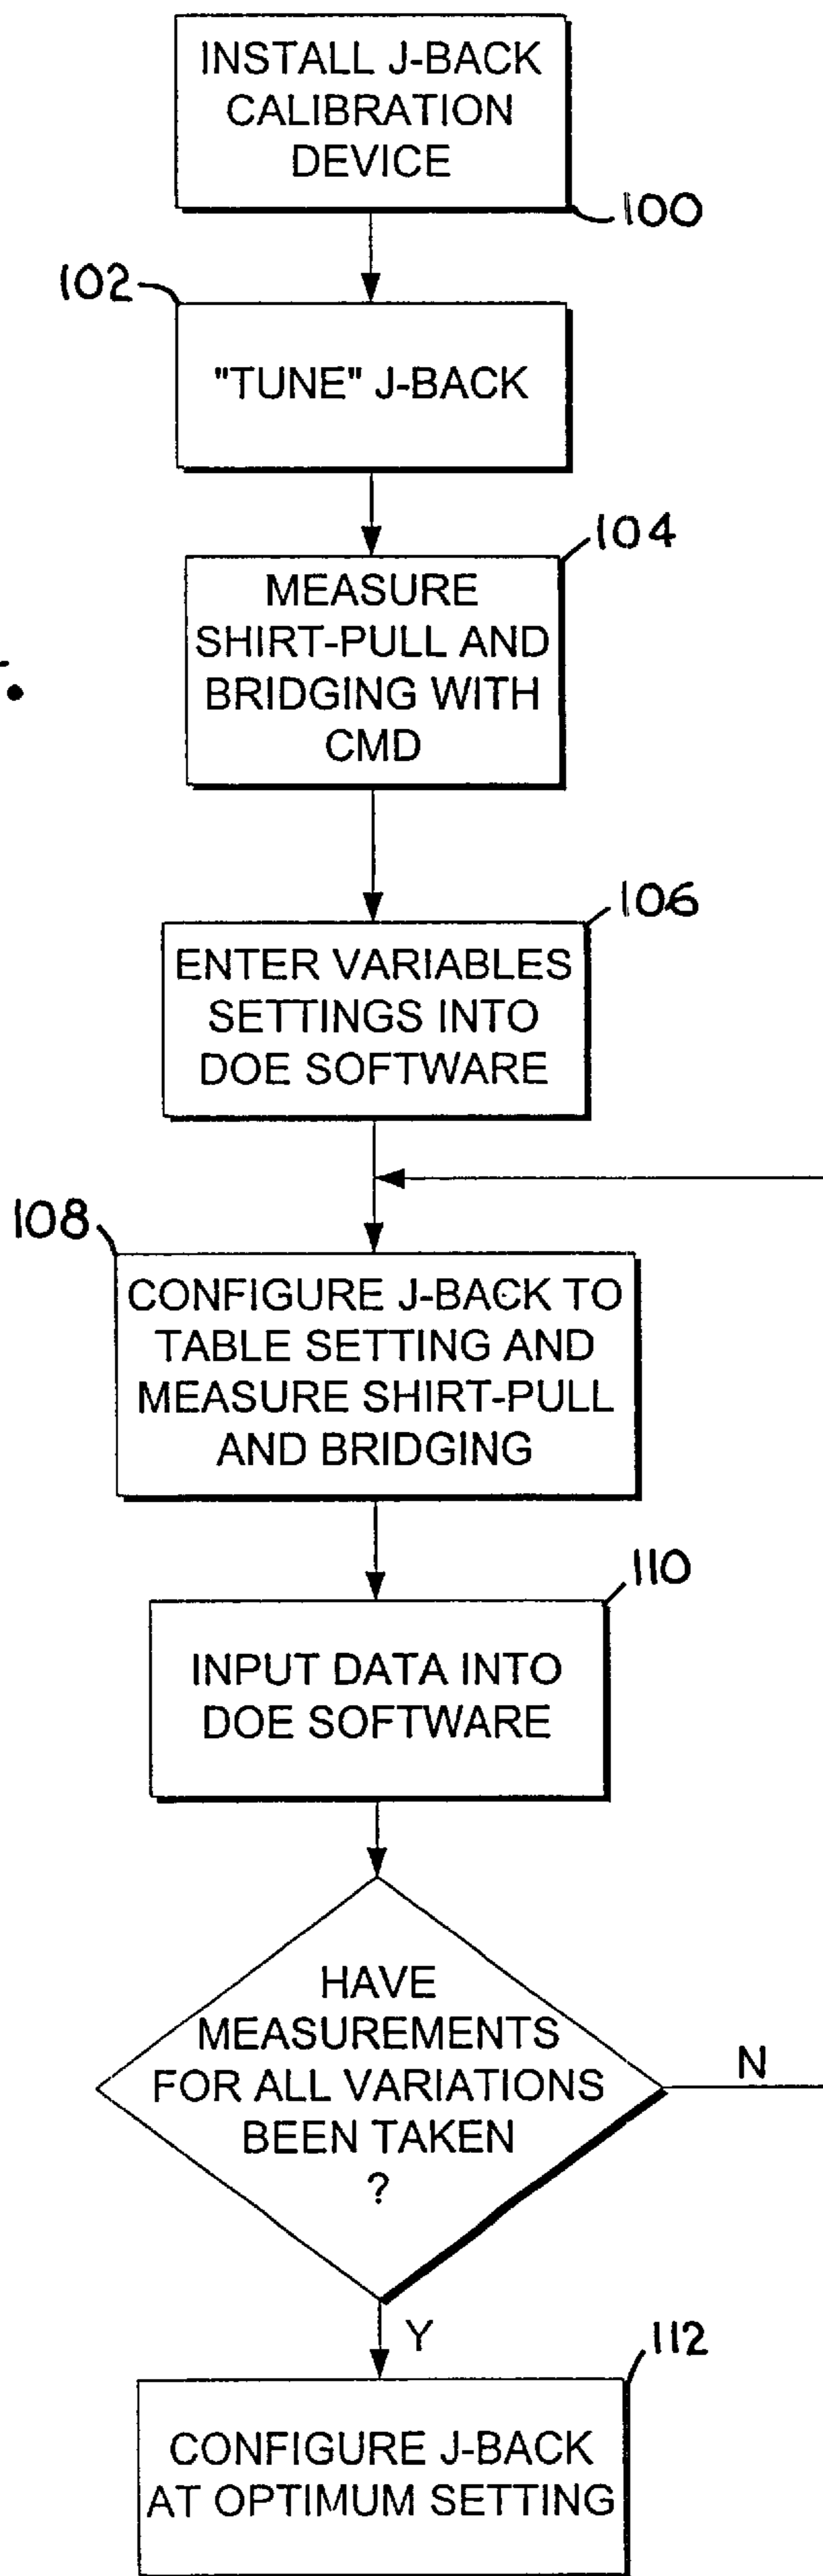 INSTALL J-BACK
CALIBRATION
DEVICE
100
102
"TUNE" J-BACK
104
MEASURE
SHIRT-PULL AND
BRIDGING WITH
CMD
106
ENTER VARIABLES
SETTINGS INTO
DOE SOFTWARE
108
CONFIGURE J-BACK TO
TABLE SETTING AND
MEASURE SHIRT-PULL
AND BRIDGING
110
INPUT DATA INTO
DOE SOFTWARE
HAVE
MEASUREMENTS
FOR ALL VARIATIONS
BEEN TAKEN
?
N
Y
112
CONFIGURE J-BACK
AT OPTIMUM SETTING